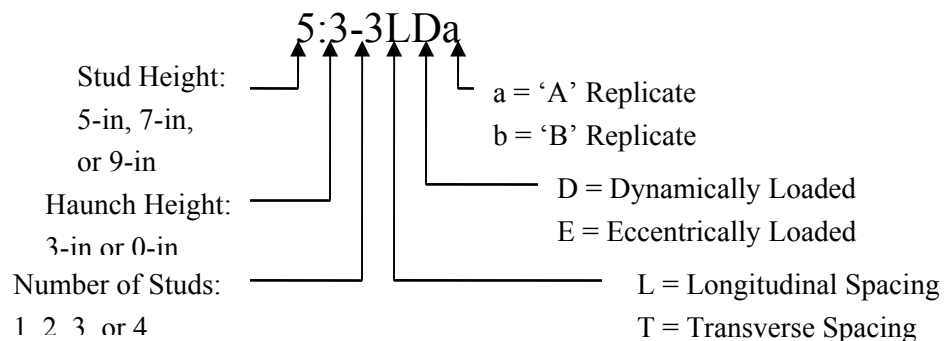 5:3-3LDa
Stud Height:
5-in, 7-in,
or 9-in
Haunch Height:
3-in or 0-in
Number of Studs:
1, 2, 3, or 4
a = ‘A’ Replicate
b = ‘B’ Replicate
D = Dynamically Loaded
E = Eccentrically Loaded
L = Longitudinal Spacing
T = Transverse Spacing